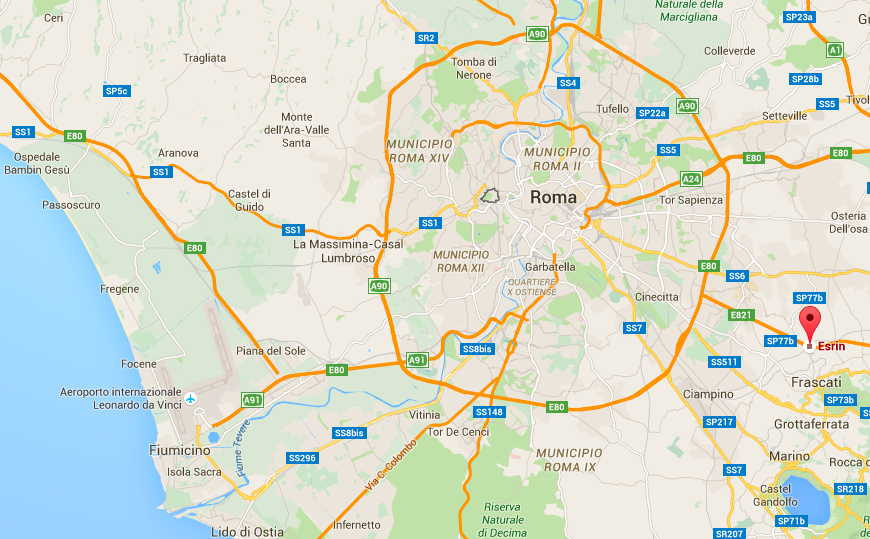 Ceri
SR2
A90
Naturale della
Marcigliana
SP23a
Gu
Tragliata
Tomba di
Nerone
Colleverde
A1
Boccea
SS4
SP28b
SP5c
Tufello
A90
SP22a
Setteville
SS5
Tivol
SS1
E80
Monte
dell'Ara-Valle
Santa
MUNICIPIO
ROMA XIV
MUNICIPIO
ROMA II
SS5
E80
E80
Ospedale
Bambin Gesù
SS1
Aranova
A24
Passoscuro
Castel di
Guido
Roma
Tor Sapienza
SS1
SS1
Osteria
Dell'osa
E80
La Massimina-Casal
Lumbroso
MUNICIPIO
ROMA XII
Garbatella
E80
SS6
Fregene
A90
QUARTIERE
X OSTIENSE
Cinecitta
SP77b
E821
SS7
SP77b
Esrin
Piana del Sole
SS8bis
Focene
E80
A91
SS511
Frascati
Aeroporto internazionale
Leonardo da Vinci
A91
Ciampino
SP73b
Vitinia
SS148
E80
SP217
Grottaferrata
SS
Fiumicino
Fiume Tevere
SS8bis
Tor De Cenci
Isola Sacra
SS296
Via C. Colombo
MUNICIPIO
ROMA IX
SS7
Marino
Rocca d
Castel
Gandolfo
SR218
Lido di Ostia
Infernetto
Riserva
Naturale
di Decima
SP71b
SR207